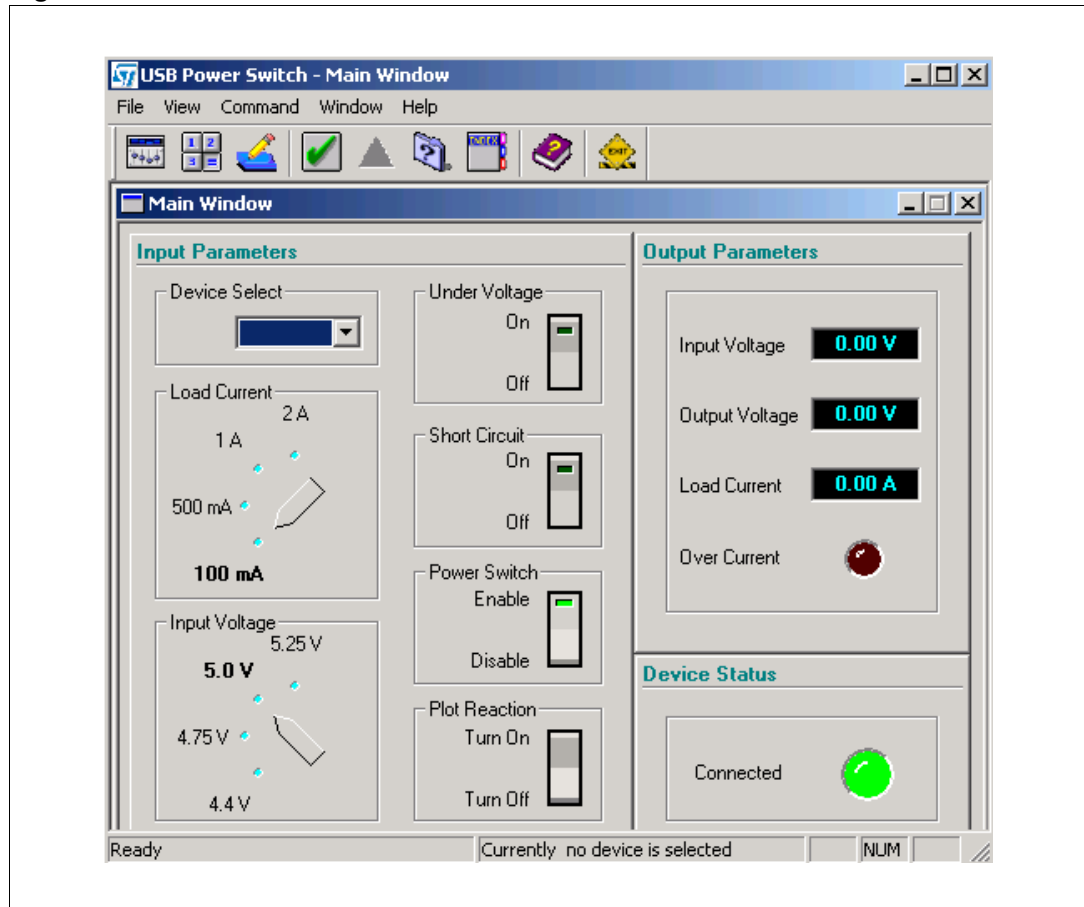 USB Power Switch - Main Window
File View Command Window Help
Main Window
Input Parameters
Device Select
Load Current
2 A
1 A
500 mA
100 mA
Input Voltage
5.25 V
5.0 V
4.75 V
4.4 V
Under Voltage
On
Off
Short Circuit
On
Off
Power Switch
Enable
Disable
Plot Reaction
Turn On
Turn Off
Output Parameters
Input Voltage 0.00 V
Output Voltage 0.00 V
Load Current 0.00 A
Over Current
Device Status
Connected
Ready Currently no device is selected NUM